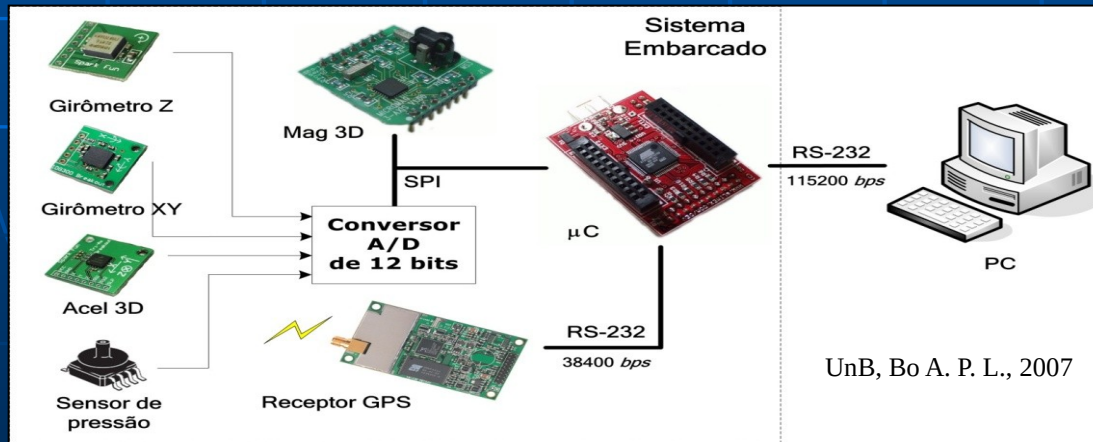 Sistema
Embarcado
Girômetro Z
Mag 3D
RS-232
115200 bps
SPI
Girômetro XY
Conversor
A/D
de 12 bits
μC
PC
Acel 3D
RS-232
38400 bps
UnB, Bo A. P. L., 2007
Sensor de
pressão
Receptor GPS